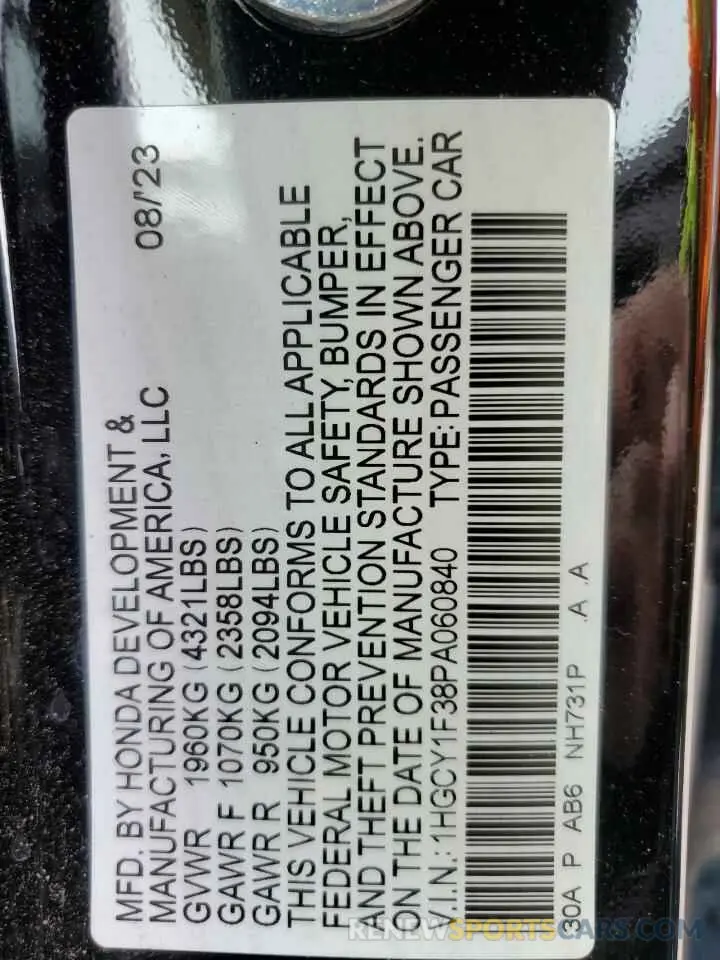 MFD. BY HONDA DEVELOPMENT & 08/'23
MANUFACTURING OF AMERICA, LLC
GVWR 1960KG (4321LBS)
GAWR F 1070KG (2358LBS)
GAWR R 950KG (2094LBS)
THIS VEHICLE CONFORMS TO ALL APPLICABLE
FEDERAL MOTOR VEHICLE SAFETY, BUMPER,
AND THEFT PREVENTION STANDARDS IN EFFECT
ON THE DATE OF MANUFACTURE SHOWN ABOVE.
V.I.N.: 1HGCY1F38PA060840 TYPE: PASSENGER CAR
30A P AB6 NH731P .A .A
RENEWSPORTSCARS.COM